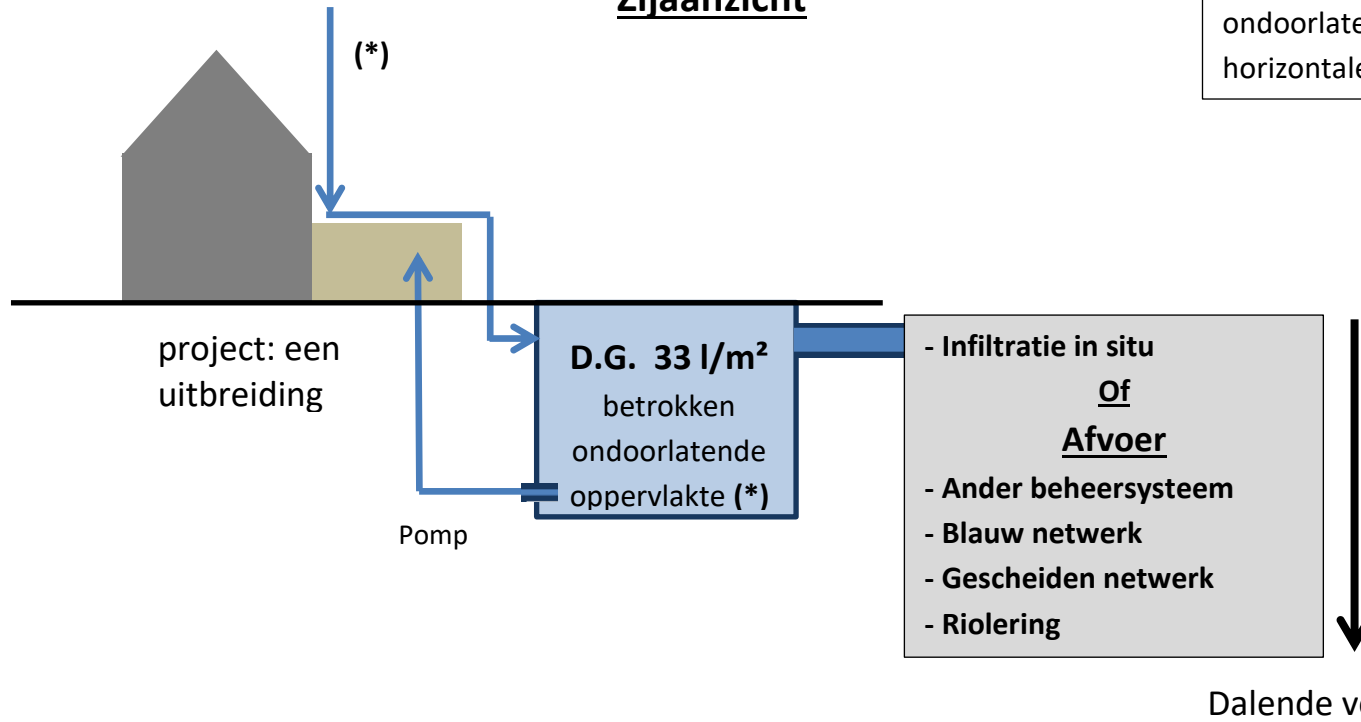 Zijaanzicht
(*)
ondoorlate
horizontale
project: een
uitbreiding
D.G. 33 l/m²
betrokken
ondoorlatende
oppervlakte (*)
Pomp
- Infiltratie in situ
Of
Afvoer
- Ander beheersysteem
- Blauw netwerk
- Gescheiden netwerk
- Riolering
Dalende vo